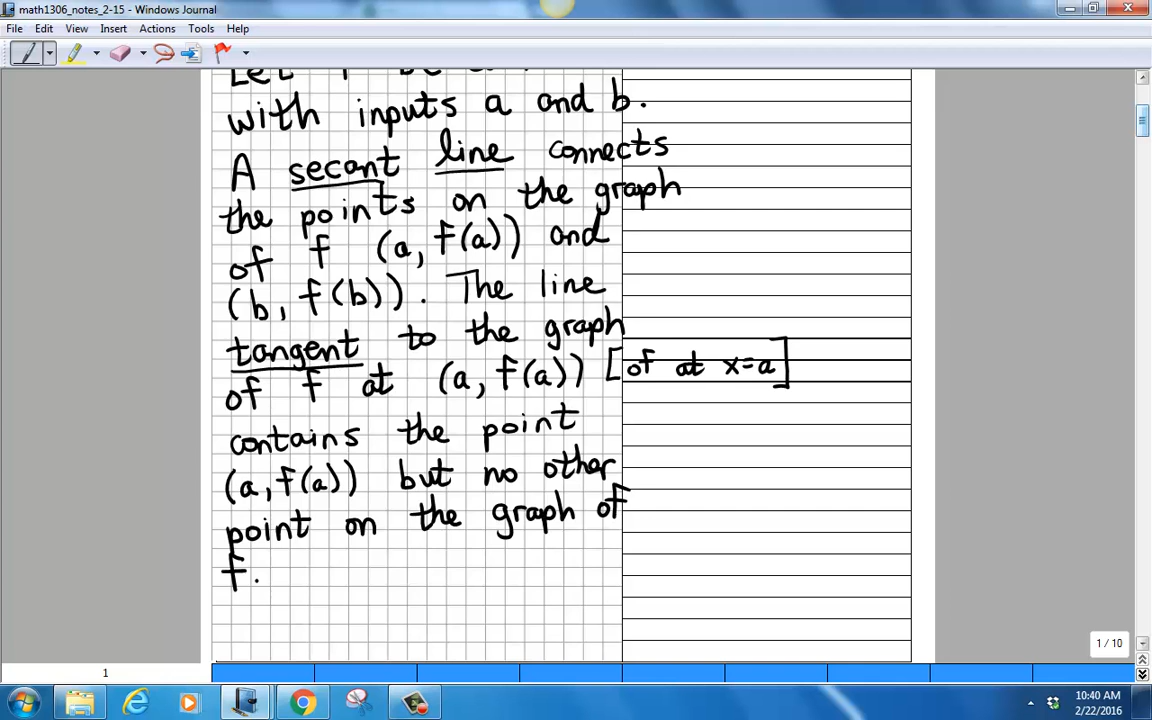 math1306_notes_2-15 - Windows Journal
File Edit View Insert Actions Tools Help
Let f be
with inputs a and b.
A secant line connects
the points on the graph
of f (a, f(a)) and
(b, f(b)). The line
tangent to the graph
of f at (a, f(a)) [of at x=a]
contains the point
(a, f(a)) but no other
point on the graph of
f.
1 / 10
1
10:40 AM
2/22/2016